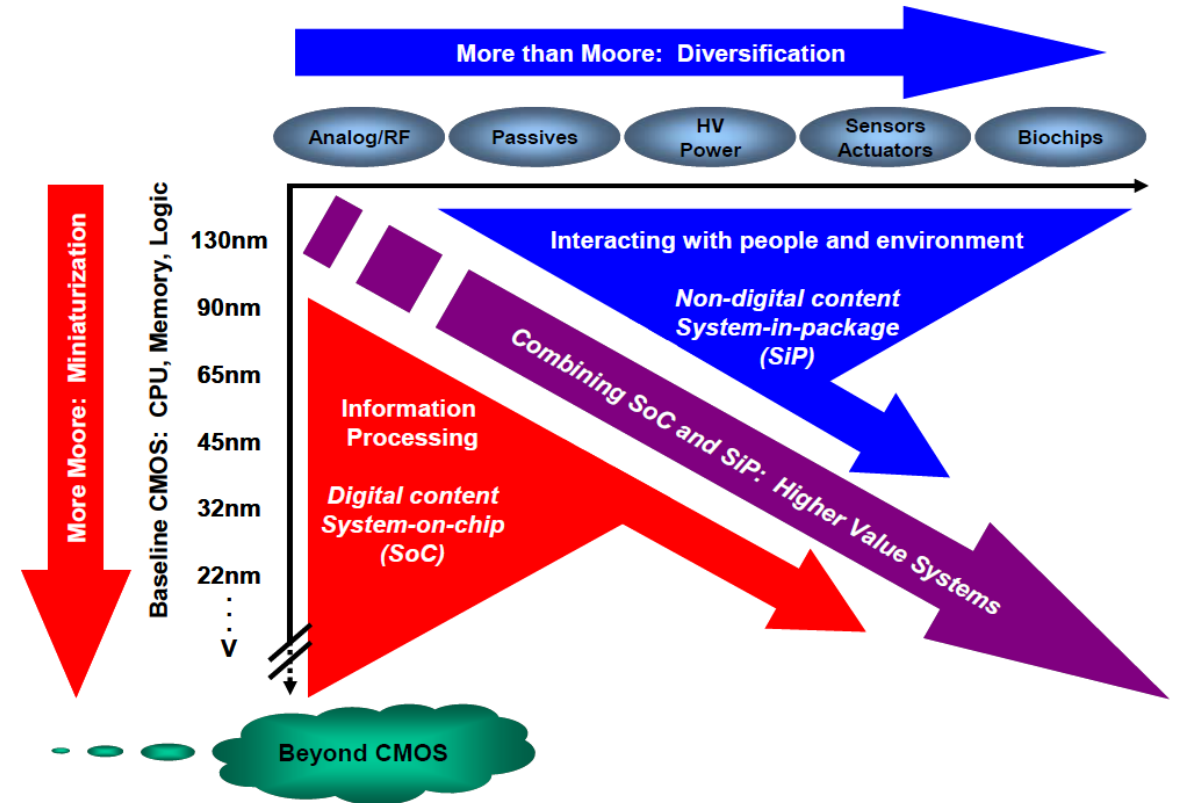 More than Moore: Diversification
Analog/RF
Passives
HV
Power
Sensors
Actuators
Biochips
More Moore: Miniaturization
Baseline CMOS: CPU, Memory, Logic
130nm
90nm
65nm
45nm
32nm
22nm
.
.
.
.
V
Interacting with people and environment
Non-digital content
System-in-package
(SiP)
Combining SoC and SiP: Higher Value Systems
Information
Processing
Digital content
System-on-chip
(SoC)
Beyond CMOS